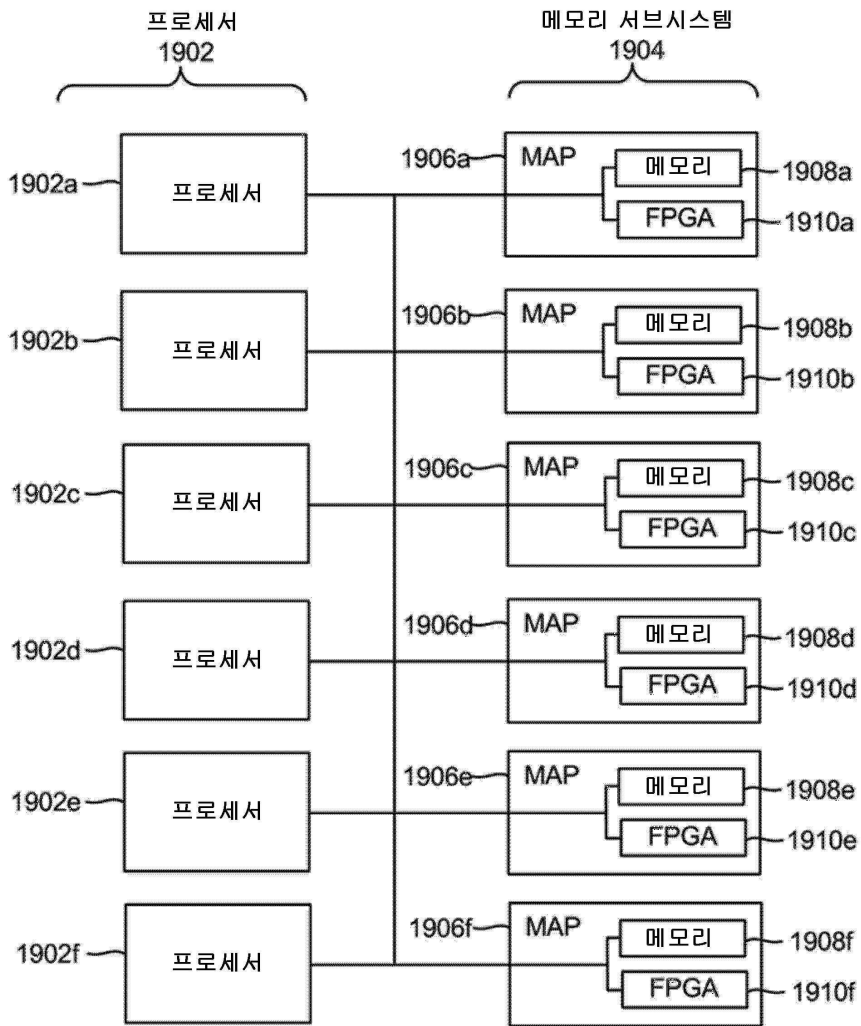 프로세서
1902
메모리 서브시스템
1904
1902a
프로세서
1906a
MAP
메모리
1908a
FPGA
1910a
1902b
프로세서
1906b
MAP
메모리
1908b
FPGA
1910b
1902c
프로세서
1906c
MAP
메모리
1908c
FPGA
1910c
1902d
프로세서
1906d
MAP
메모리
1908d
FPGA
1910d
1902e
프로세서
1906e
MAP
메모리
1908e
FPGA
1910e
1902f
프로세서
1906f
MAP
메모리
1908f
FPGA
1910f